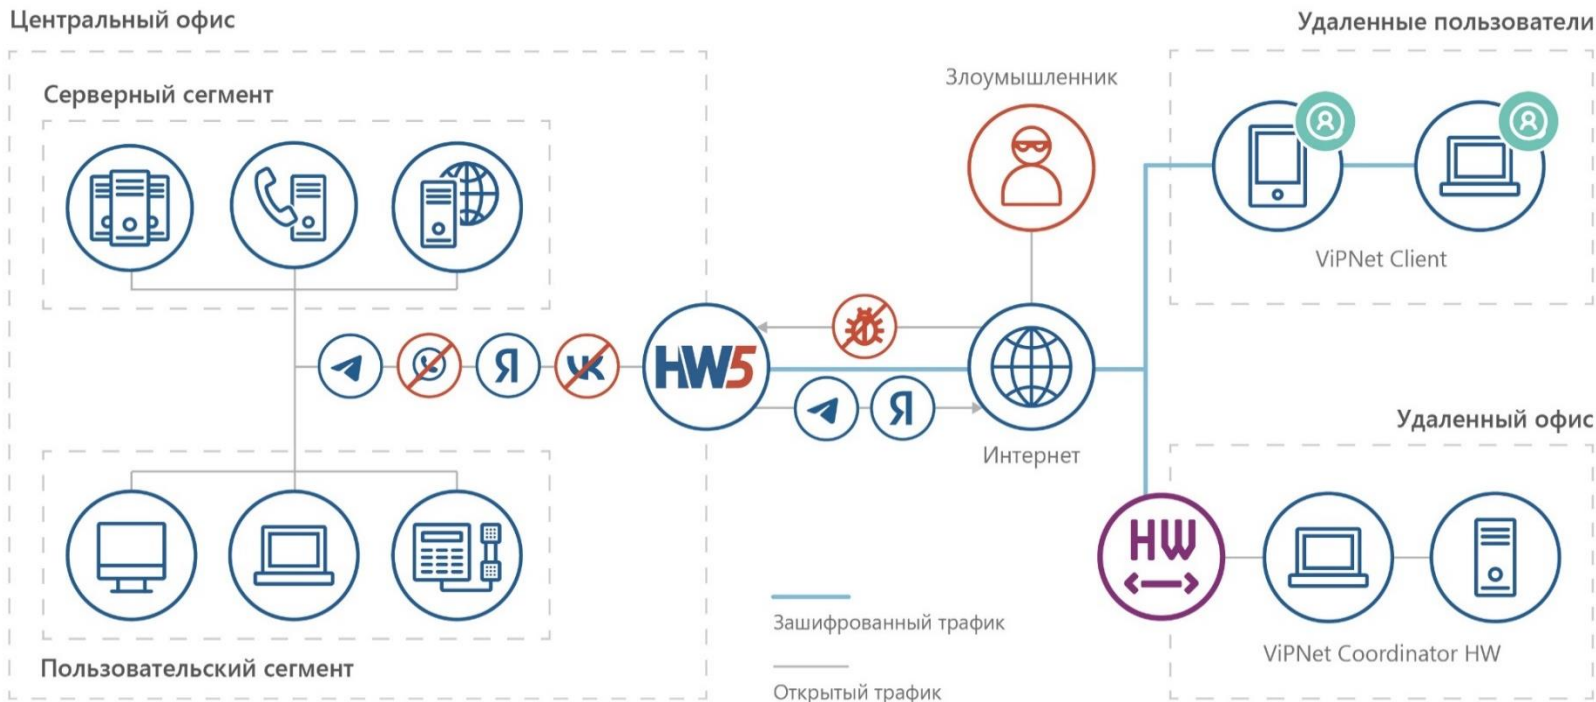 Центральный офис
Удаленные пользователи
Серверный сегмент
Злоумышленник
ViPNet Client
HW5
Я
VK
Я
Интернет
Удаленный офис
HW
Зашифрованный трафик
ViPNet Coordinator HW
Пользовательский сегмент
Открытый трафик